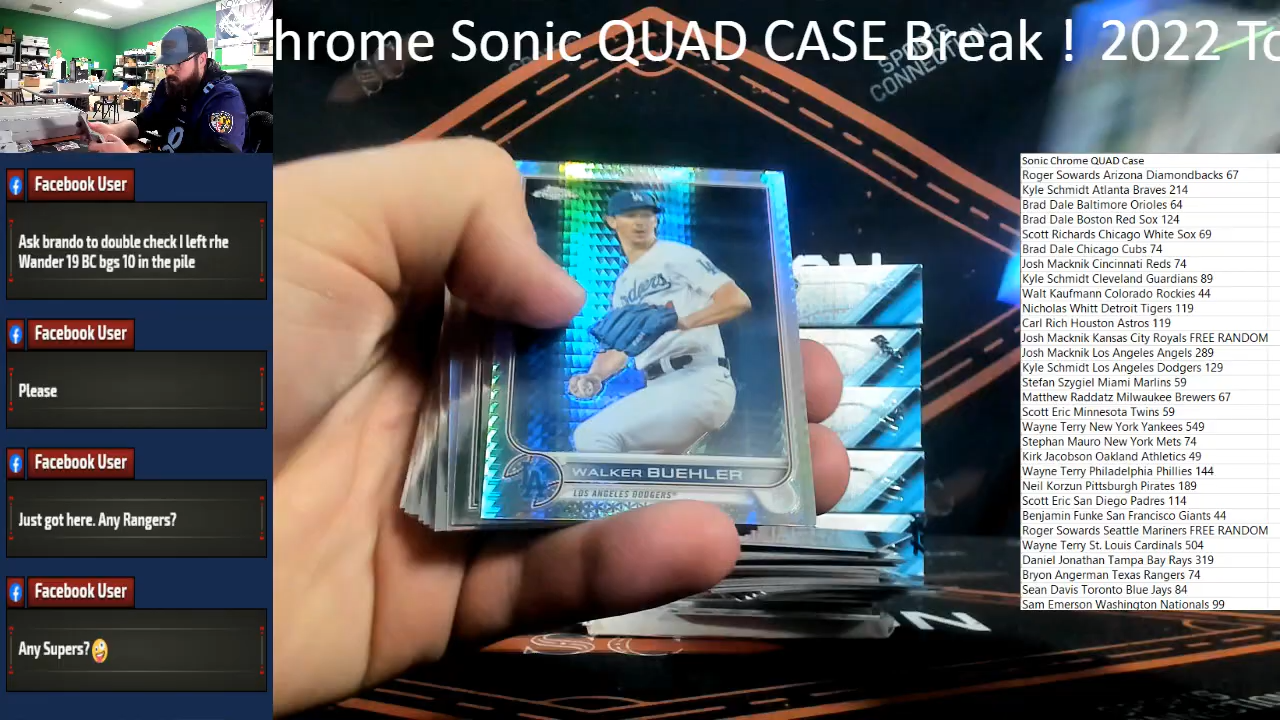 hrome Sonic QUAD CASE Break ! 2022 To
SPORTS
CONNECTION
Facebook User
Ask brando to double check I left rhe
Wander 19 BC bgs 10 in the pile
Facebook User
Please
Facebook User
Just got here. Any Rangers?
Facebook User
Any Supers?🤪
WALKER BUEHLER
LOS ANGELES DODGERS
Dodgers
LA
Sonic Chrome QUAD Case
Roger Sowards Arizona Diamondbacks 67
Kyle Schmidt Atlanta Braves 214
Brad Dale Baltimore Orioles 64
Brad Dale Boston Red Sox 124
Scott Richards Chicago White Sox 69
Brad Dale Chicago Cubs 74
Josh Macknik Cincinnati Reds 74
Kyle Schmidt Cleveland Guardians 89
Walt Kaufmann Colorado Rockies 44
Nicholas Whitt Detroit Tigers 119
Carl Rich Houston Astros 119
Josh Macknik Kansas City Royals FREE RANDOM
Josh Macknik Los Angeles Angels 289
Kyle Schmidt Los Angeles Dodgers 129
Stefan Szygiel Miami Marlins 59
Matthew Raddatz Milwaukee Brewers 67
Scott Eric Minnesota Twins 59
Wayne Terry New York Yankees 549
Stephan Mauro New York Mets 74
Kirk Jacobson Oakland Athletics 49
Wayne Terry Philadelphia Phillies 144
Neil Korzun Pittsburgh Pirates 189
Scott Eric San Diego Padres 114
Benjamin Funke San Francisco Giants 44
Roger Sowards Seattle Mariners FREE RANDOM
Wayne Terry St. Louis Cardinals 504
Daniel Jonathan Tampa Bay Rays 319
Bryon Angerman Texas Rangers 74
Sean Davis Toronto Blue Jays 84
Sam Emerson Washington Nationals 99